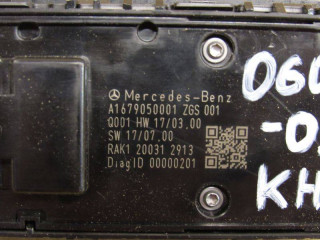 Mercedes-Benz
A1679050001 ZGS 001
Q001 HW 17/03.00
SW 17/07.00
RAK1 20031 2913
DiagID 00000201
060
-0.
KH